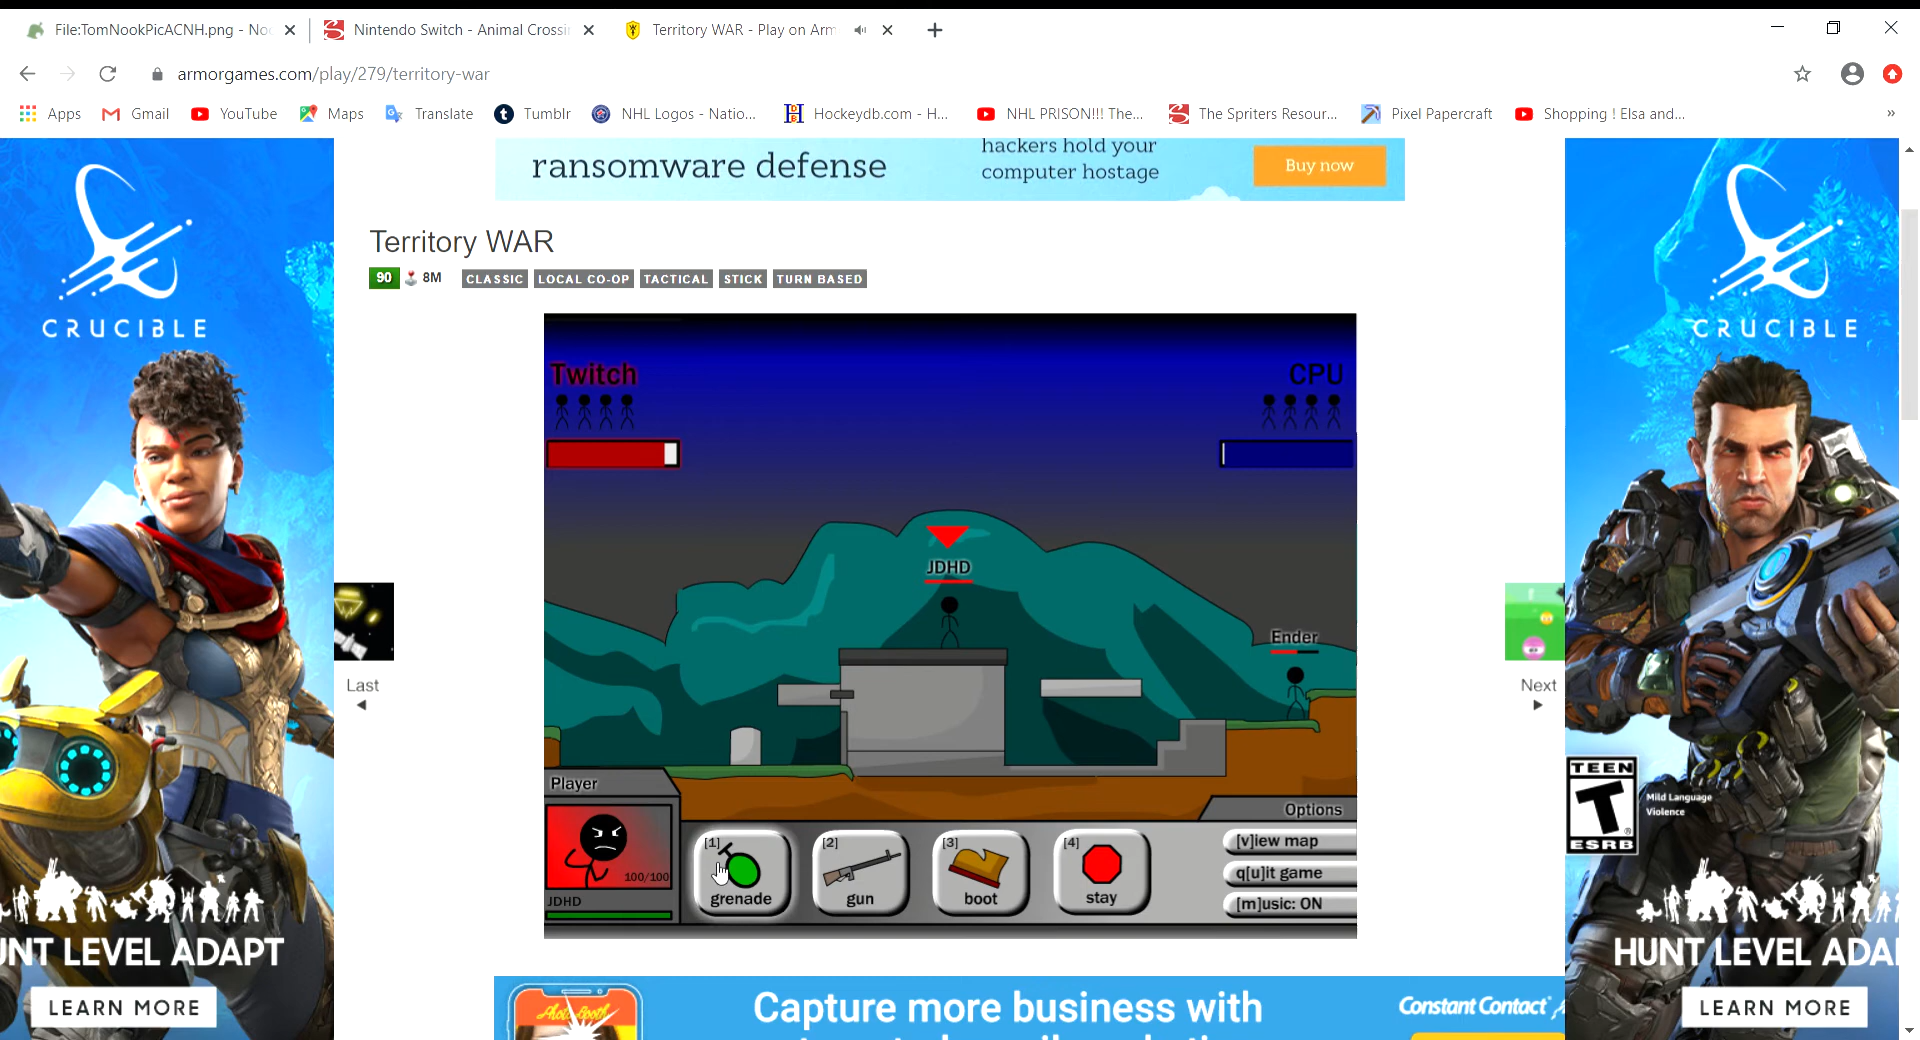 File:TomNookPicACNH.png - Noo
Nintendo Switch - Animal Crossin
Territory WAR - Play on Arm
armorgames.com/play/279/territory-war
Apps
Gmail
YouTube
Maps
Translate
Tumblr
NHL Logos - Natio...
Hockeydb.com - H...
NHL PRISON!!! The...
The Spriters Resour...
Pixel Papercraft
Shopping ! Elsa and...
»
ransomware defense
hackers hold your
computer hostage
Buy now
CRUCIBLE
CRUCIBLE
Territory WAR
90
8M
CLASSIC
LOCAL CO-OP
TACTICAL
STICK
TURN BASED
Twitch
CPU
JDHD
Ender
Last
Next
Player
100/100
JDHD
[1]
grenade
[2]
gun
[3]
boot
[4]
stay
Options
[v]iew map
q[u]it game
[m]usic: ON
TEEN
T
ESRB
Mild Language
Violence
HUNT LEVEL ADAPT
LEARN MORE
HUNT LEVEL ADA
LEARN MORE
Photo Booth
Capture more business with
Constant Contact